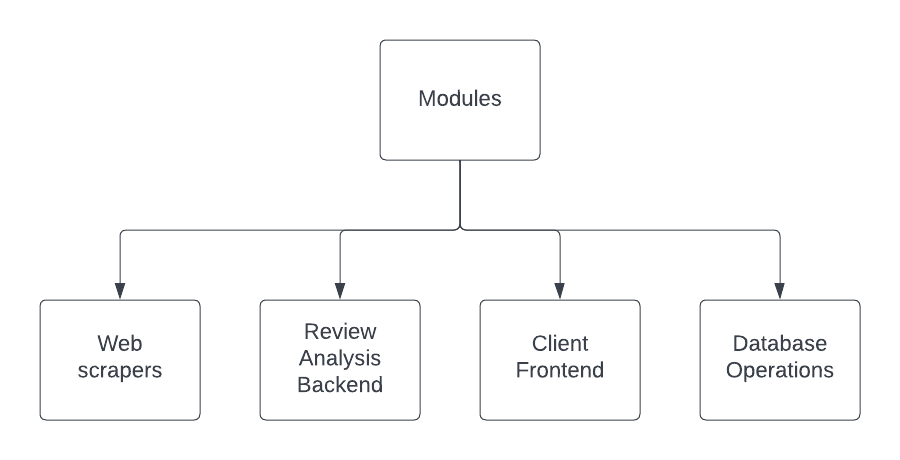 Modules
Web
scrapers
Review
Analysis
Backend
Client
Frontend
Database
Operations